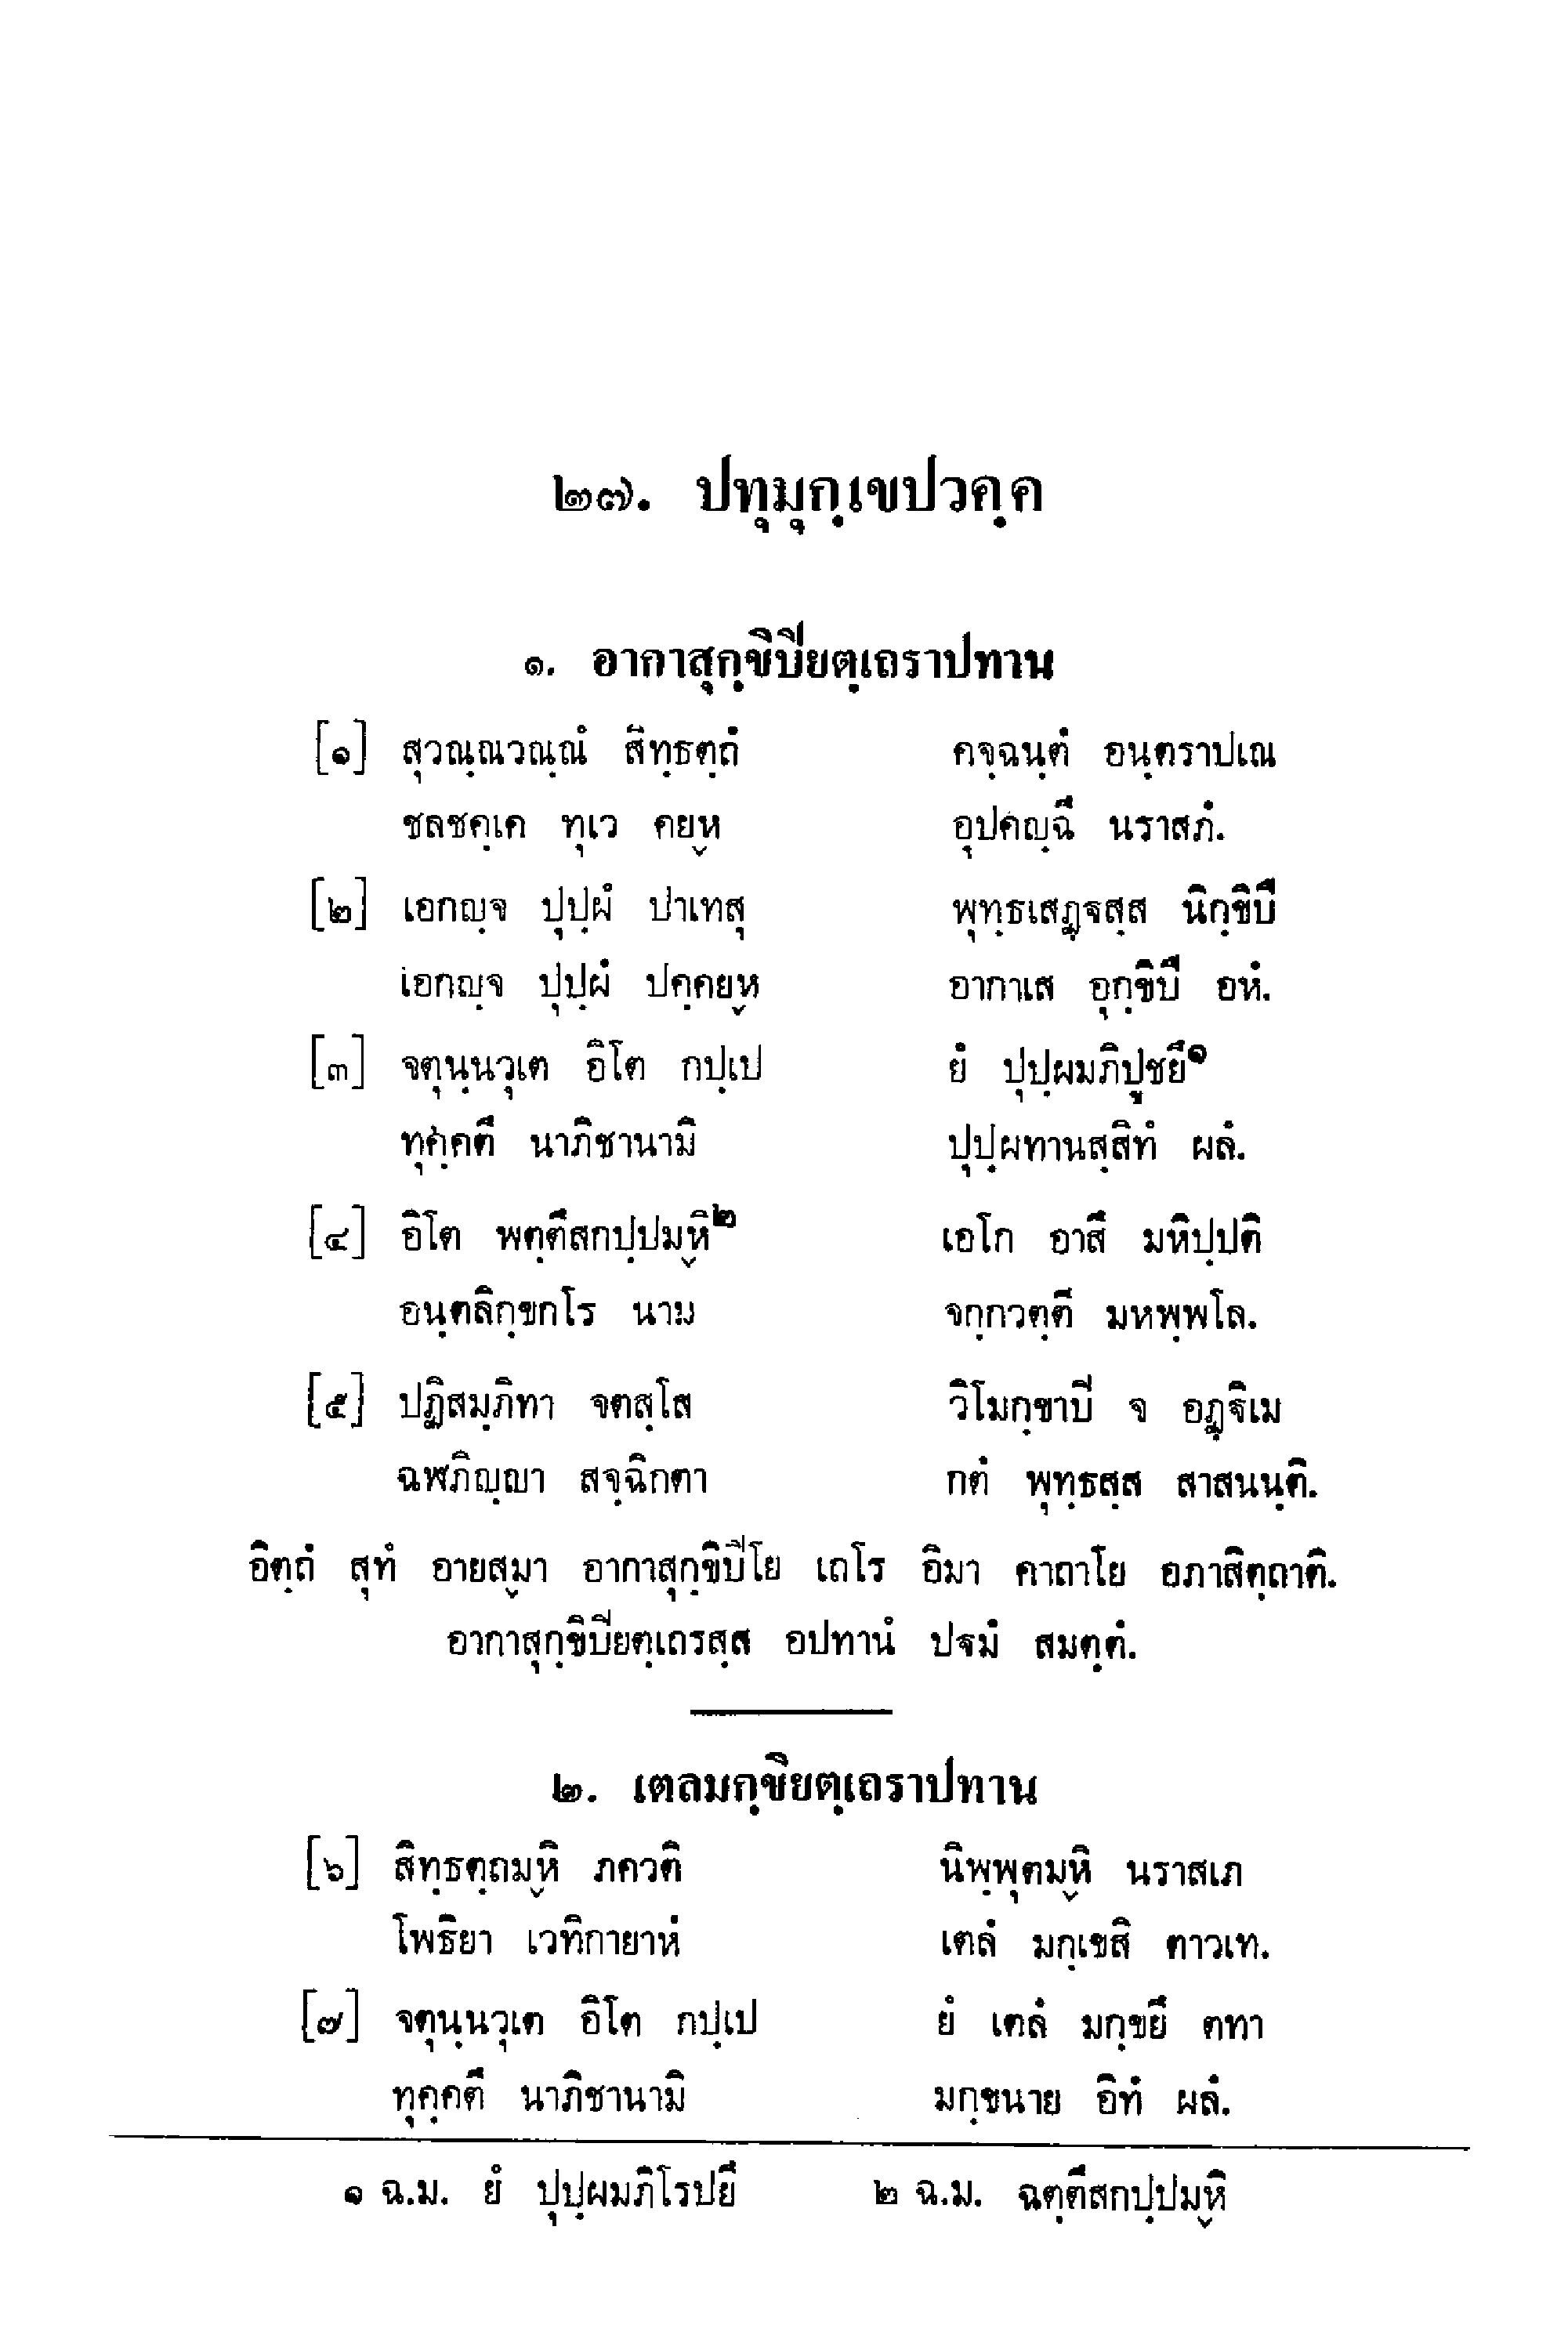 ๒๗. ปทุมุกฺเขปวคฺค
๑. อากาสุกฺขิปิยตฺเถราปทาน
[๑] สุวณฺณวณฺณํ สิทฺธตฺถํ คจฺฉนฺตํ อนฺตราปเณ
ชลชคฺเค ทุเว คยฺห อุปคญฺฉึ นราสภํ.
[๒] เอกญฺจ ปุปฺผํ ปาเทสุ พุทฺธเสฏฺฐสฺส นิกฺขิปึ
เอกญฺจ ปุปฺผํ ปคฺคยฺห อากาเส อุกฺขิปึ อหํ.
[๓] จตุนฺนวุเต อิโต กปฺเป ยํ ปุปฺผมภิปูชยึ๑
ทุคฺคตึ นาภิชานามิ ปุปฺผทานสฺสิทํ ผลํ.
[๔] อิโต พตฺตึสกปฺปมฺหิ๒ เอโก อาสึ มหิปฺปติ
อนฺตลิกฺขกโร นาม จกฺกวตฺตี มหพฺพโล.
[๕] ปฏิสมฺภิทา จตสฺโส วิโมกฺขาปิ จ อฏฺฐิเม
ฉฬภิญฺญา สจฺฉิกตา กตํ พุทฺธสฺส สาสนนฺติ.
อิตฺถํ สุทํ อายสฺมา อากาสุกฺขิปิโย เถโร อิมา คาถาโย อภาสิตฺถาติ.
อากาสุกฺขิปิยตฺเถรสฺส อปทานํ ปฐมํ สมตฺตํ.
๒. เตลมกฺขิยตฺเถราปทาน
[๖] สิทฺธตฺถมฺหิ ภควติ นิพฺพุตมฺหิ นราสเภ
โพธิยา เวทิกายาหํ เตลํ มกฺเขสิ ตาวเท.
[๗] จตุนฺนวุเต อิโต กปฺเป ยํ เตลํ มกฺขยึ ตทา
ทุคฺคตึ นาภิชานามิ มกฺขนาย อิทํ ผลํ.
๑ ฉ.ม. ยํ ปุปฺผมภิโรปยึ ๒ ฉ.ม. ฉตฺตึสกปฺปมฺหิ